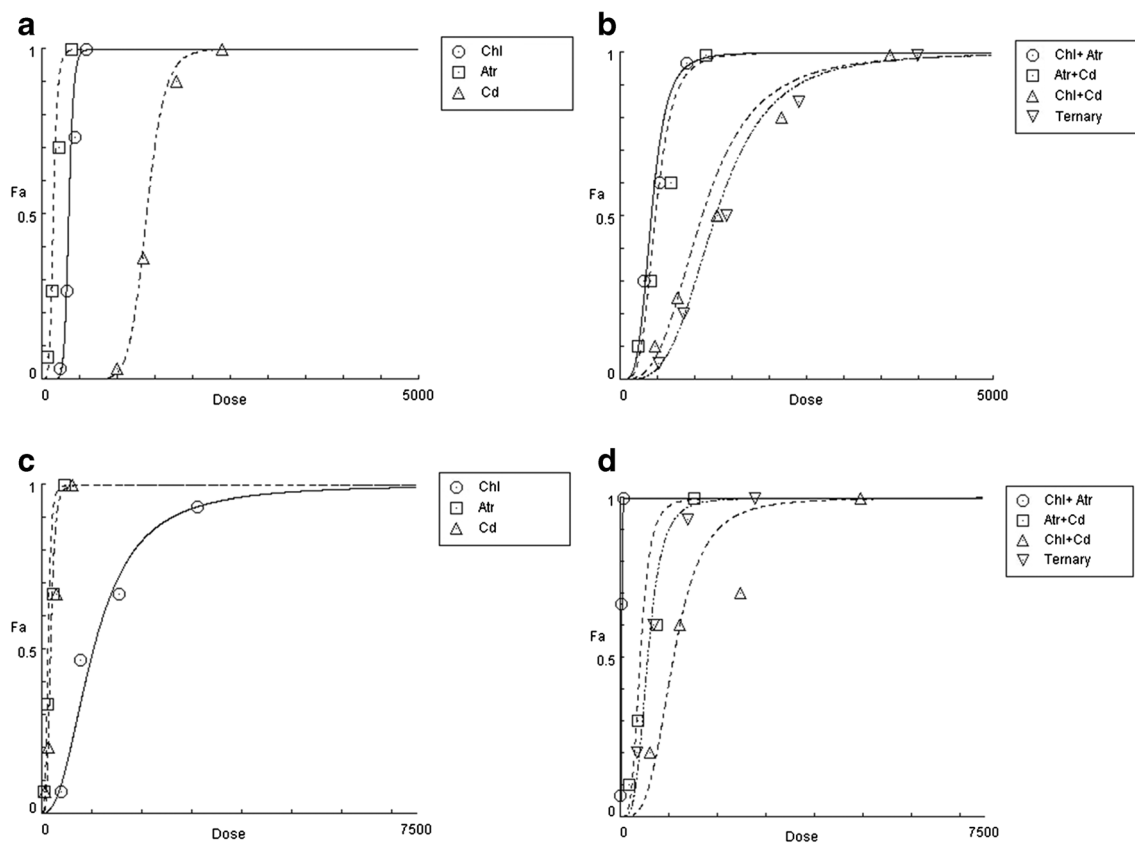 a
1
Fa
0.5
0
0
Dose
5000
Chl
Atr
Cd
b
1
Fa
0.5
0
0
Dose
5000
Chl+ Atr
Atr+Cd
Chl+Cd
Ternary
c
1
Fa
0.5
0
0
Dose
7500
Chl
Atr
Cd
d
1
Fa
0.5
0
0
Dose
7500
Chl+ Atr
Atr+Cd
Chl+Cd
Ternary